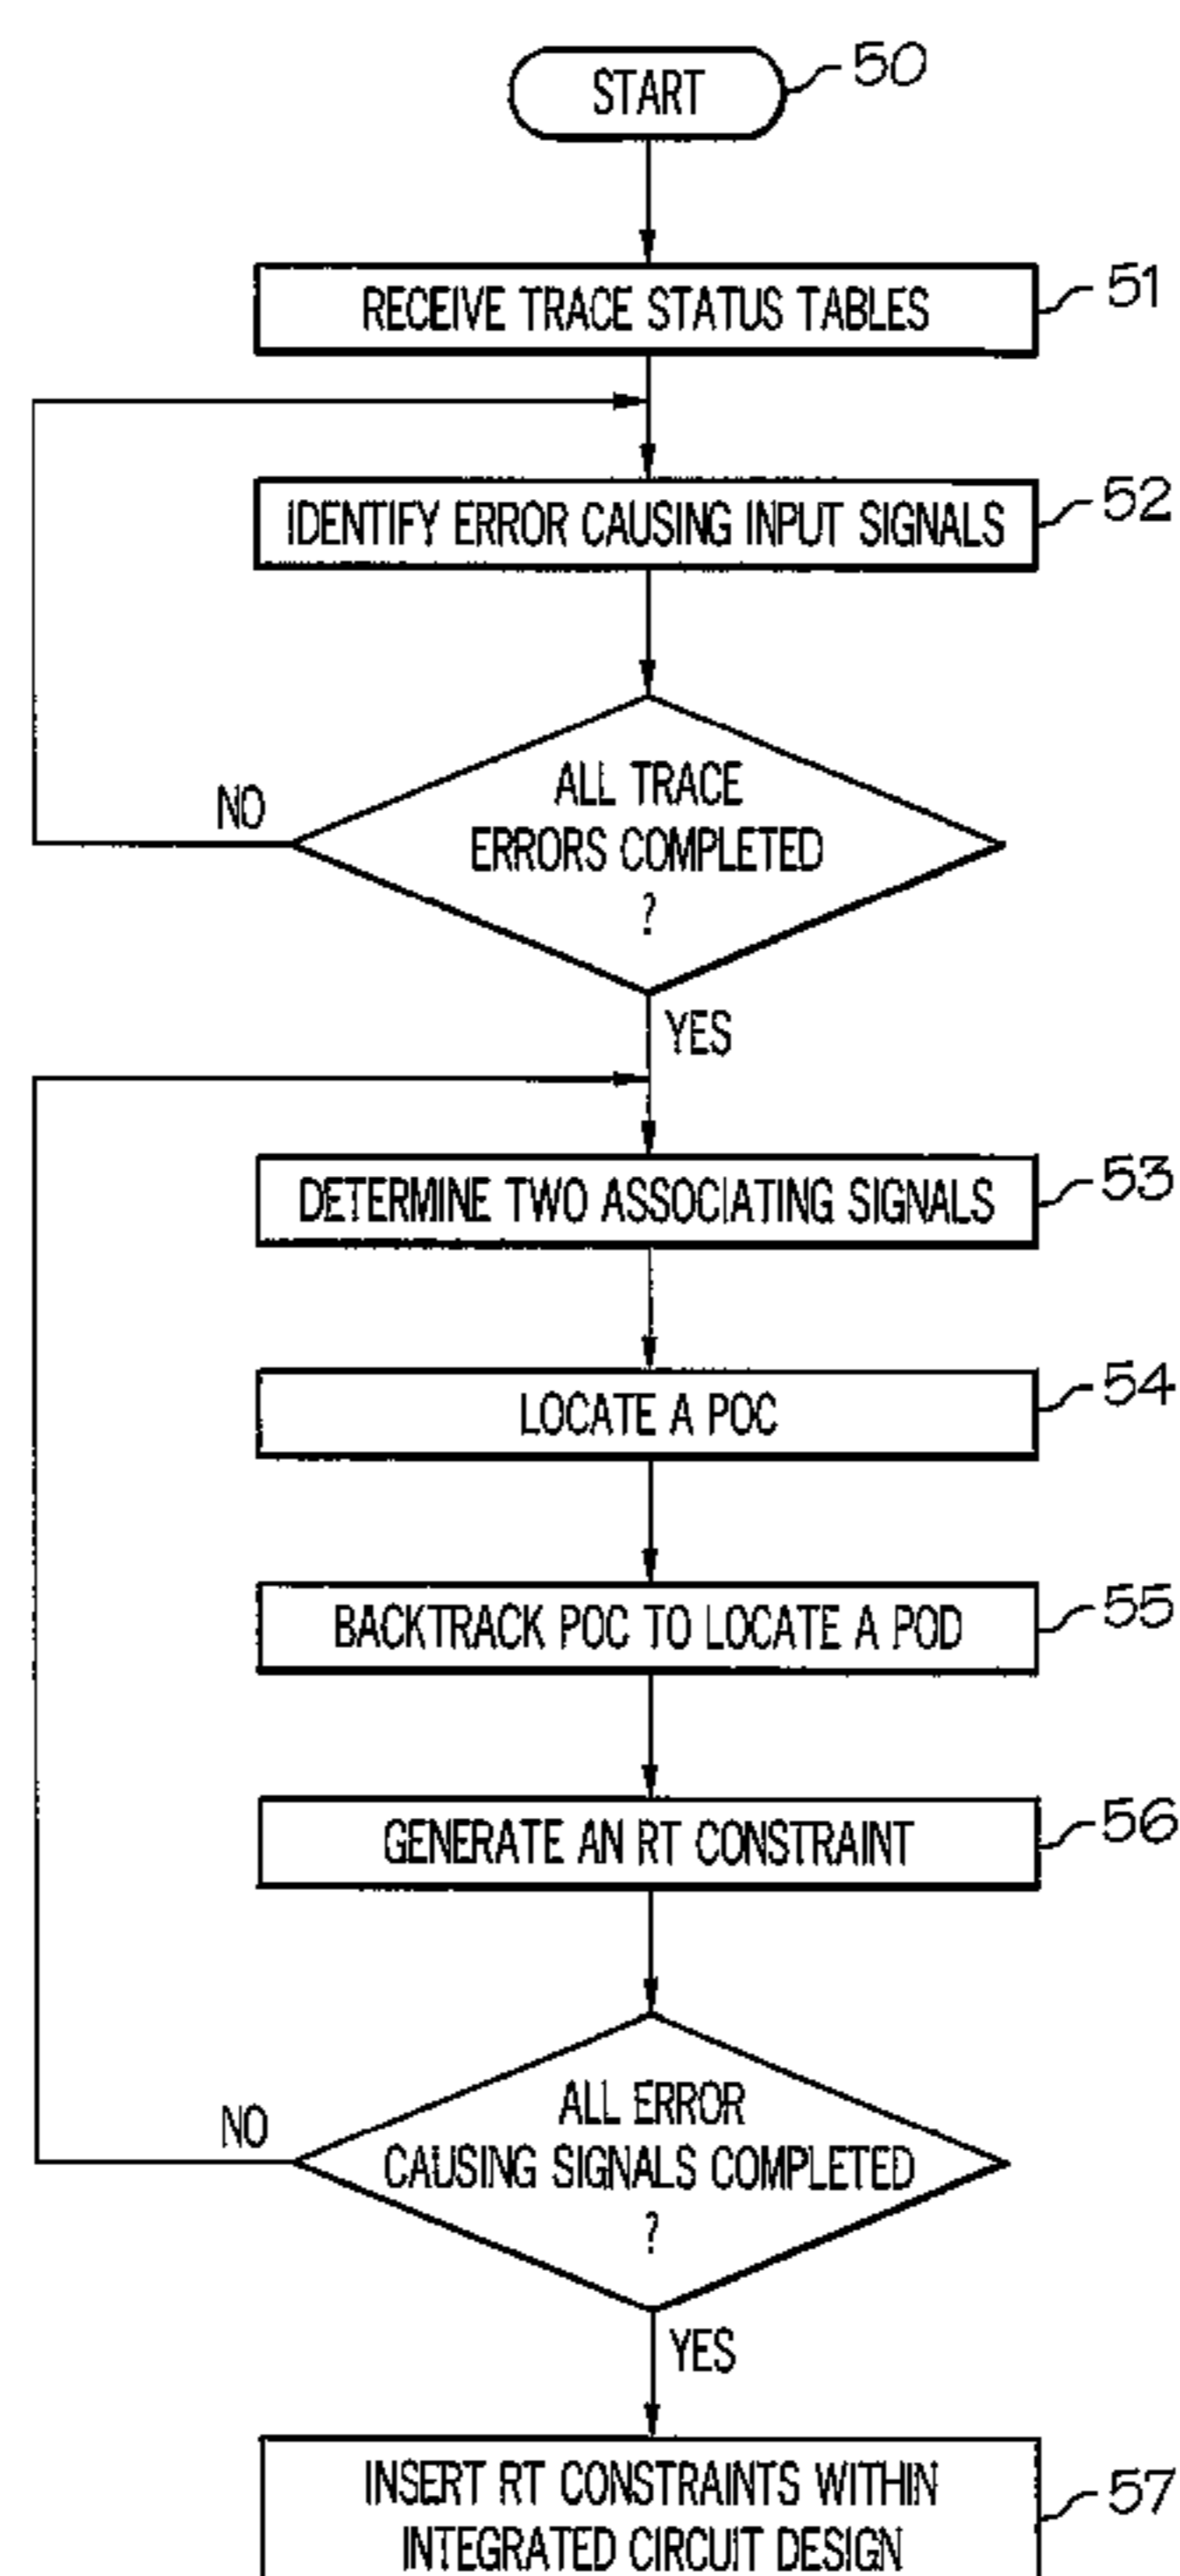 START
50
RECEIVE TRACE STATUS TABLES
51
IDENTIFY ERROR CAUSING INPUT SIGNALS
52
ALL TRACE
ERRORS COMPLETED
?
NO
YES
DETERMINE TWO ASSOCIATING SIGNALS
53
LOCATE A POC
54
BACKTRACK POC TO LOCATE A POD
55
GENERATE AN RT CONSTRAINT
56
ALL ERROR
CAUSING SIGNALS COMPLETED
?
NO
YES
INSERT RT CONSTRAINTS WITHIN
INTEGRATED CIRCUIT DESIGN
57